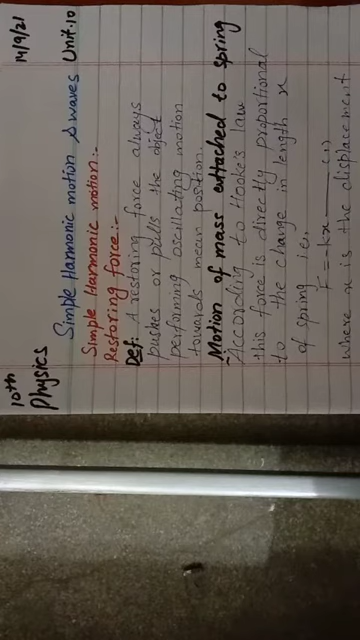 10th 14/9/21
Physics
Simple Harmonic motion & waves Unit.10
Simple Harmonic motion:-
Restoring force:-
Def: A restoring force always
pushes or pulls the object
performing oscillating motion
towards mean position.
Motion of mass attached to spring
According to Hooke's law
this force is directly proportional
to the change in length x
of spring i.e,
F = -kx — (i)
where x is the displacement